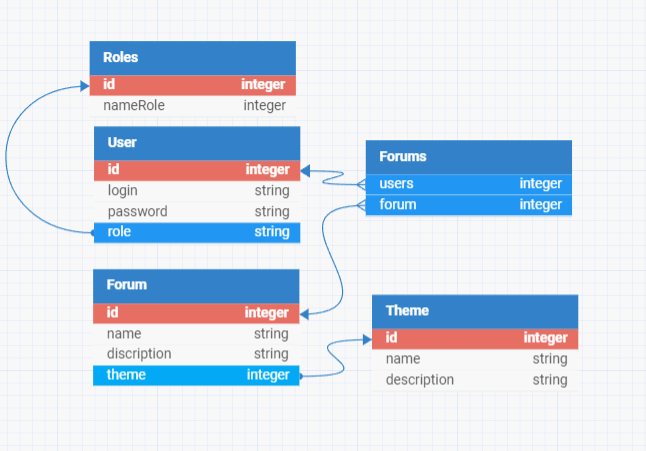 Roles
id integer
nameRole integer
User
id integer
login string
password string
role string
Forums
users integer
forum integer
Forum
id integer
name string
discription string
theme integer
Theme
id integer
name string
description string